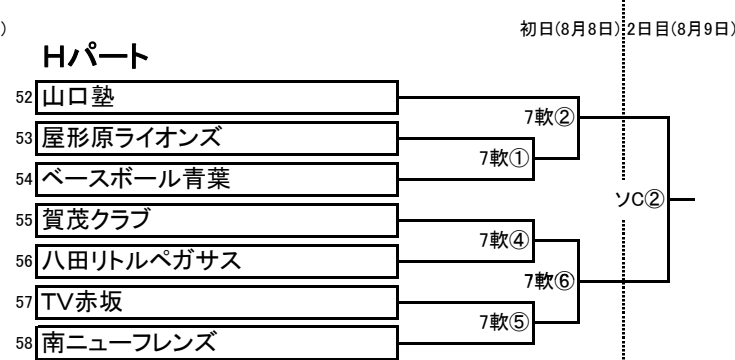 )
初日(8月8日) 2日目(8月9日)
Hパート
52 山口塾
7軟②
53 屋形原ライオンズ
7軟①
54 ベースボール青葉
ソC②
55 賀茂クラブ
7軟④
56 八田リトルペガサス
7軟⑥
57 TV赤坂
7軟⑤
58 南ニューフレンズ